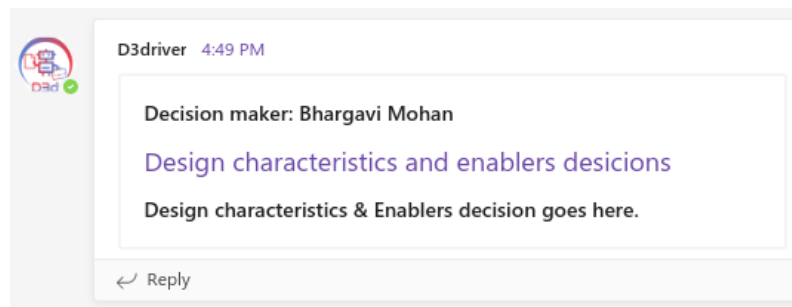 D3driver 4:49 PM
D3d
Decision maker: Bhargavi Mohan
Design characteristics and enablers desicions
Design characteristics & Enablers decision goes here.
Reply